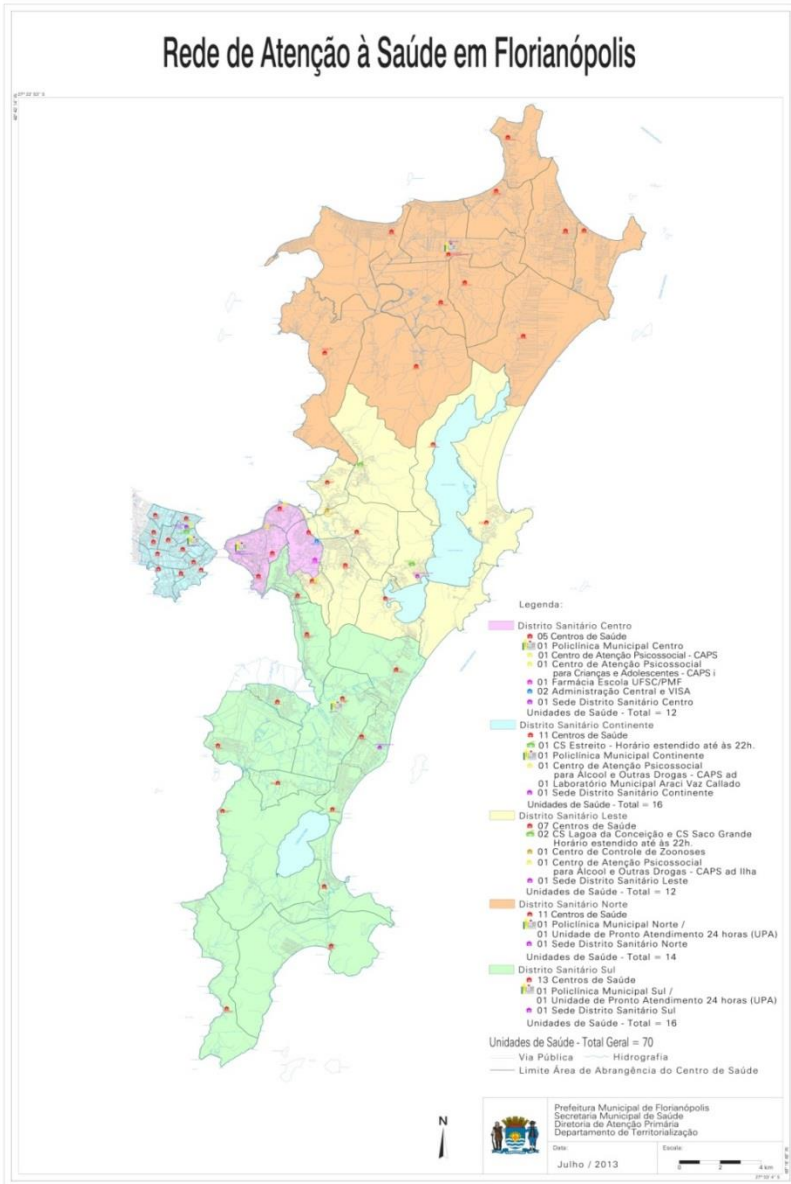 Rede de Atenção à Saúde em Florianópolis
Legenda:
Distrito Sanitário Centro
05 Centros de Saúde
01 Policlínica Municipal Centro
01 Centro de Atenção Psicossocial - CAPS
01 Centro de Atenção Psicossocial
para Crianças e Adolescentes - CAPS i
01 Farmácia Escola UFSC/PMF
02 Administração Central e VISA
01 Sede Distrito Sanitário Centro
Unidades de Saúde - Total = 12
Distrito Sanitário Continente
11 Centros de Saúde
01 CS Estreito - Horário estendido até às 22h.
01 Policlínica Municipal Continente
01 Centro de Atenção Psicossocial
para Álcool e Outras Drogas - CAPS ad
01 Laboratório Municipal Araci Vaz Callado
01 Sede Distrito Sanitário Continente
Unidades de Saúde - Total = 16
Distrito Sanitário Leste
07 Centros de Saúde
02 CS Lagoa da Conceição e CS Saco Grande
Horário estendido até às 22h.
01 Centro de Controle de Zoonoses
01 Centro de Atenção Psicossocial
para Álcool e Outras Drogas - CAPS ad Ilha
01 Sede Distrito Sanitário Leste
Unidades de Saúde - Total = 12
Distrito Sanitário Norte
11 Centros de Saúde
01 Policlínica Municipal Norte /
01 Unidade de Pronto Atendimento 24 horas (UPA)
01 Sede Distrito Sanitário Norte
Unidades de Saúde - Total = 14
Distrito Sanitário Sul
13 Centros de Saúde
01 Policlínica Municipal Sul /
01 Unidade de Pronto Atendimento 24 horas (UPA)
01 Sede Distrito Sanitário Sul
Unidades de Saúde - Total = 16
Unidades de Saúde - Total Geral = 70
Via Pública Hidrografia
Limite Área de Abrangência do Centro de Saúde
N
Prefeitura Municipal de Florianópolis
Secretaria Municipal de Saúde
Diretoria de Atenção Primária
Departamento de Territorialização
Data: Escala:
Julho / 2013
0 2 4 km